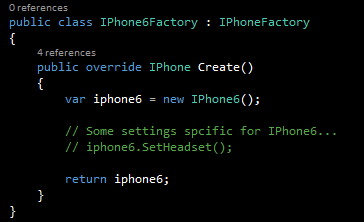 0 references
public class IPhone6Factory : IPhoneFactory
{
4 references
public override IPhone Create()
{
var iphone6 = new IPhone6();
// Some settings spcific for IPhone6...
// iphone6.SetHeadset();
return iphone6;
}
}